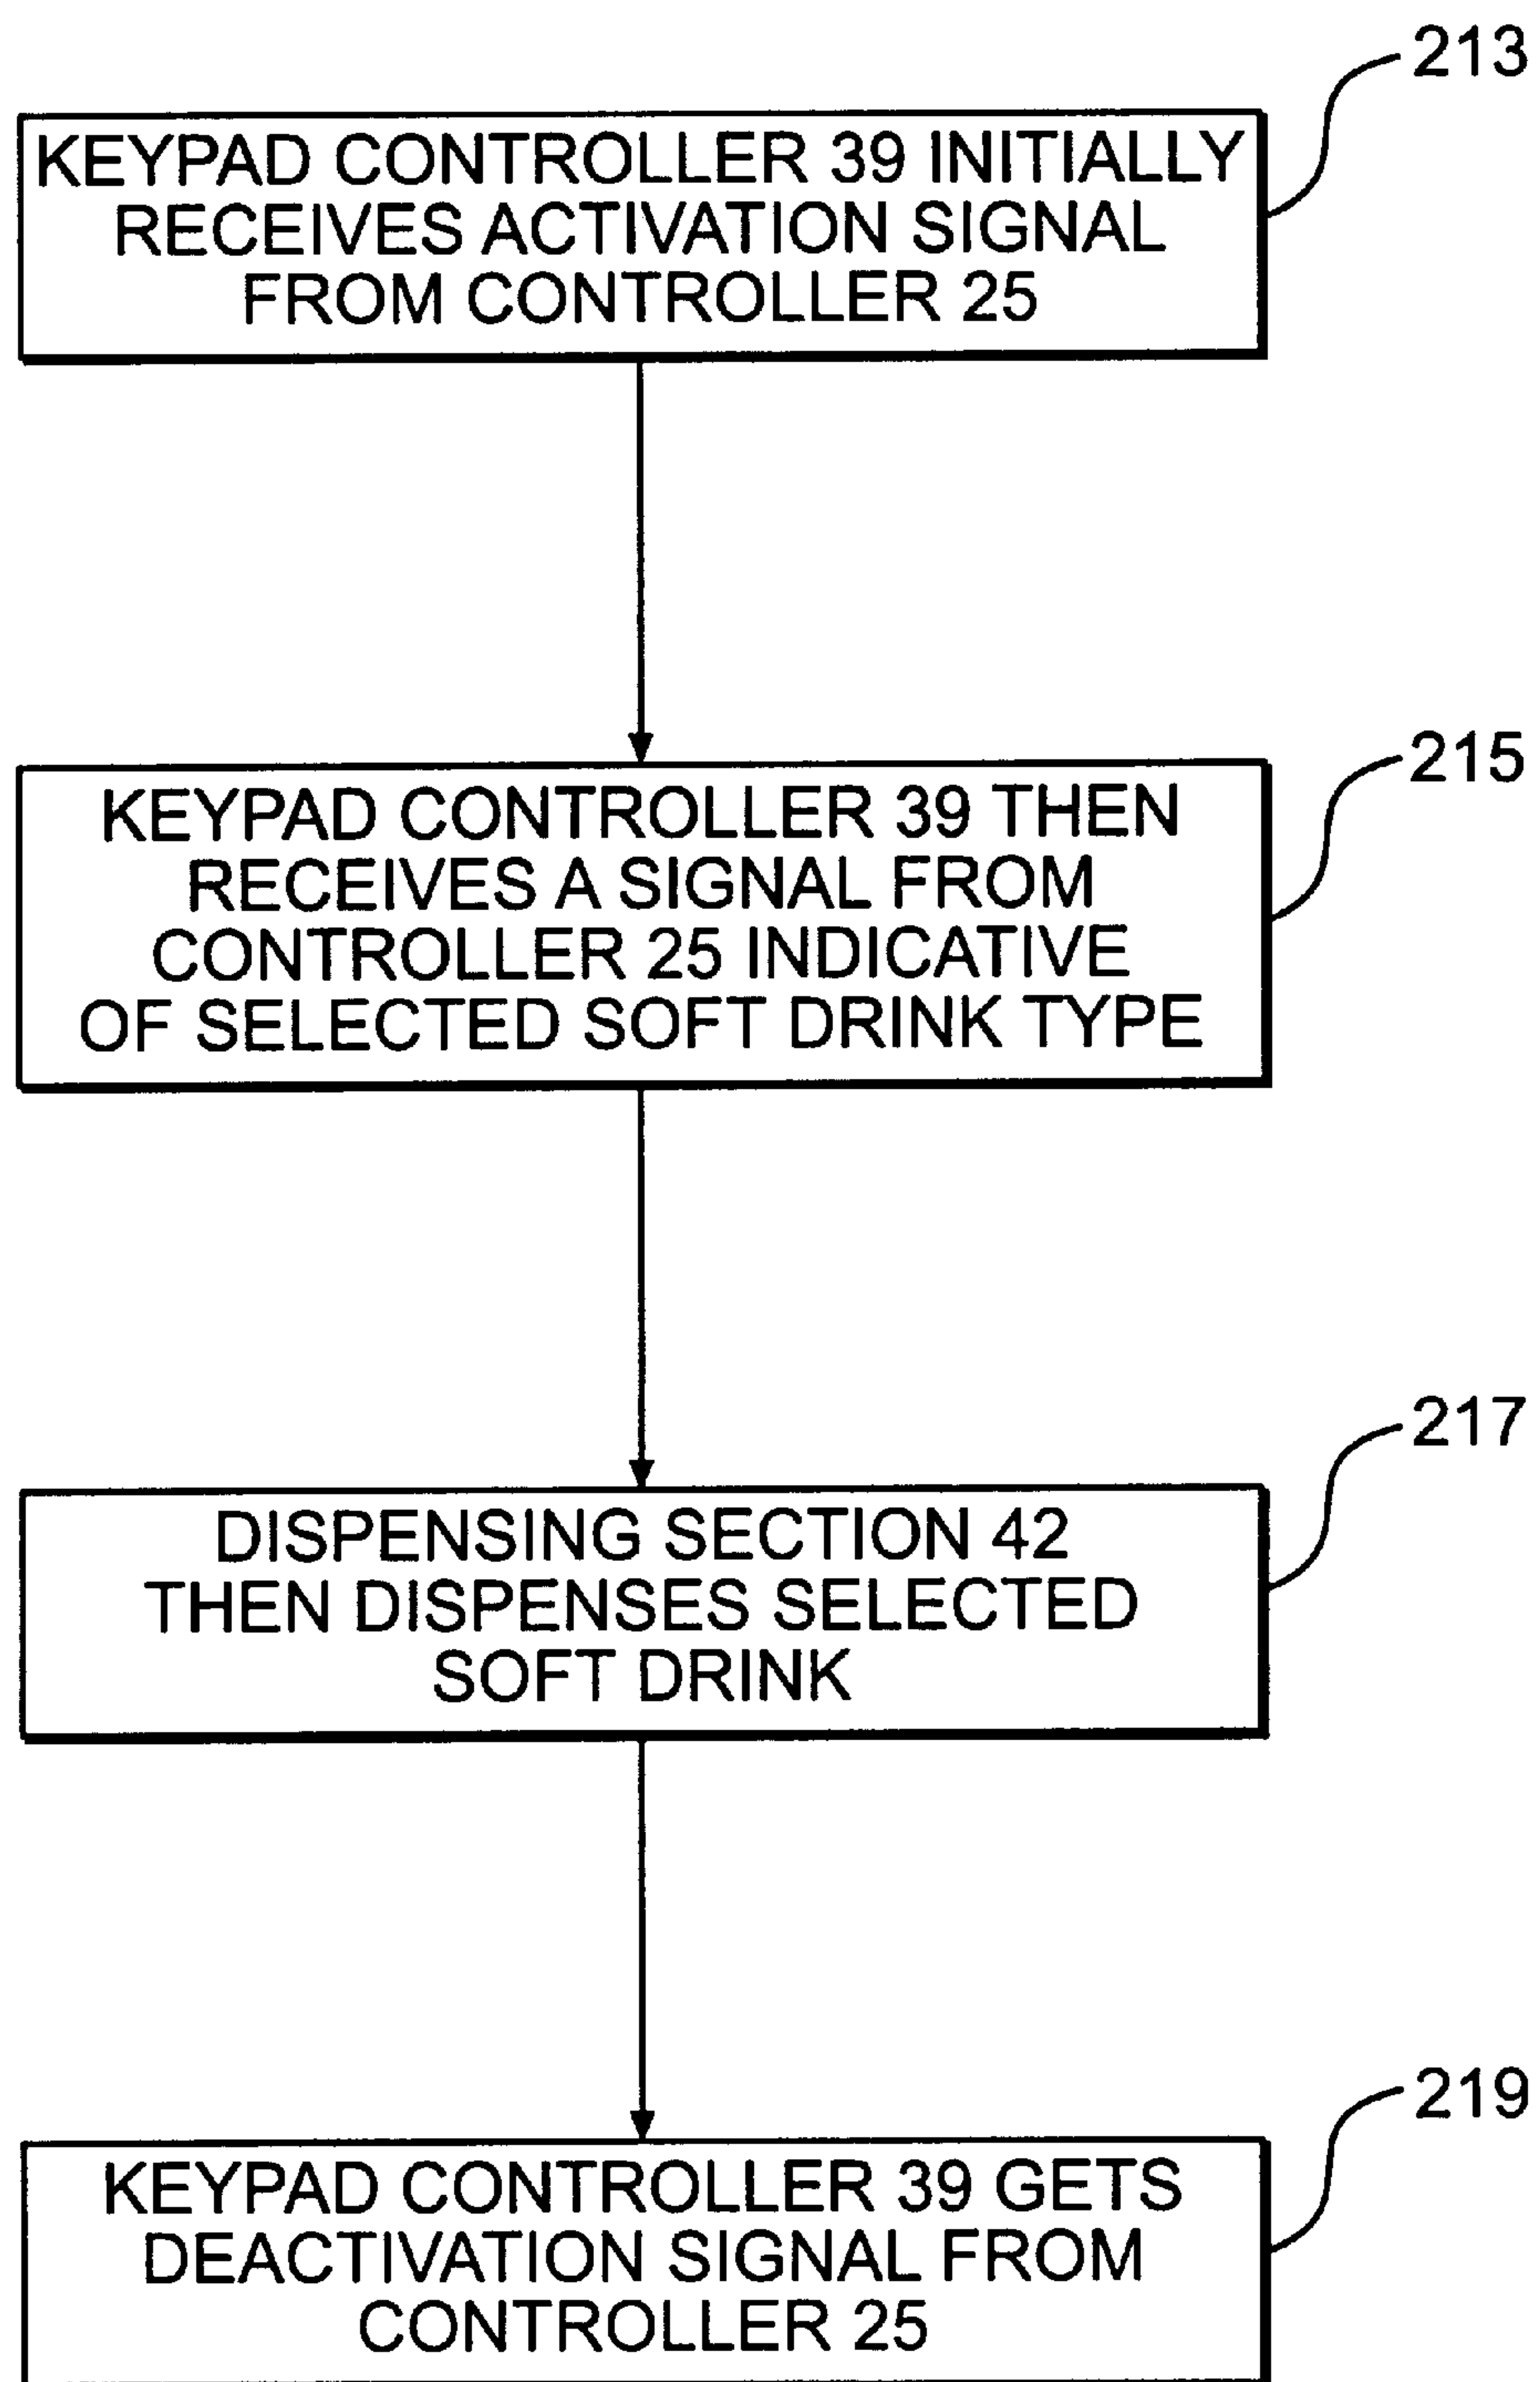 213
KEYPAD CONTROLLER 39 INITIALLY
RECEIVES ACTIVATION SIGNAL
FROM CONTROLLER 25
215
KEYPAD CONTROLLER 39 THEN
RECEIVES A SIGNAL FROM
CONTROLLER 25 INDICATIVE
OF SELECTED SOFT DRINK TYPE
217
DISPENSING SECTION 42
THEN DISPENSES SELECTED
SOFT DRINK
219
KEYPAD CONTROLLER 39 GETS
DEACTIVATION SIGNAL FROM
CONTROLLER 25